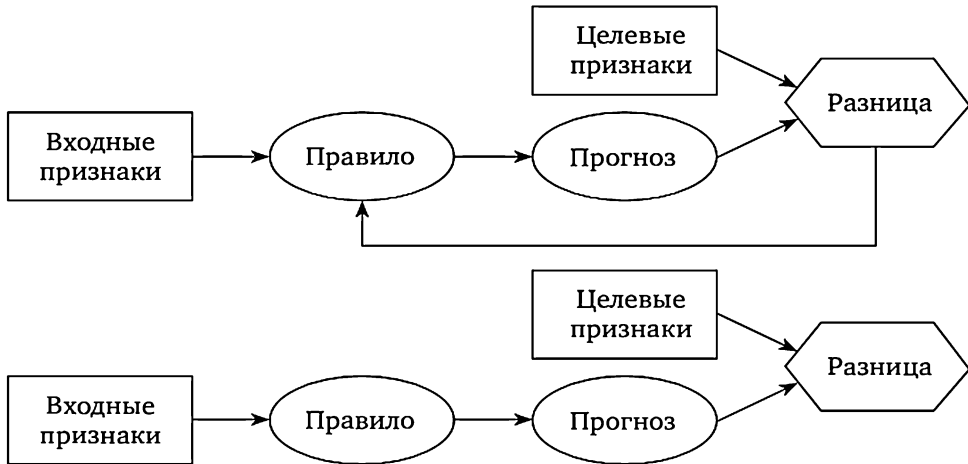 Целевые
признаки
Разница
Входные
признаки
Правило
Прогноз
Целевые
признаки
Разница
Входные
признаки
Правило
Прогноз